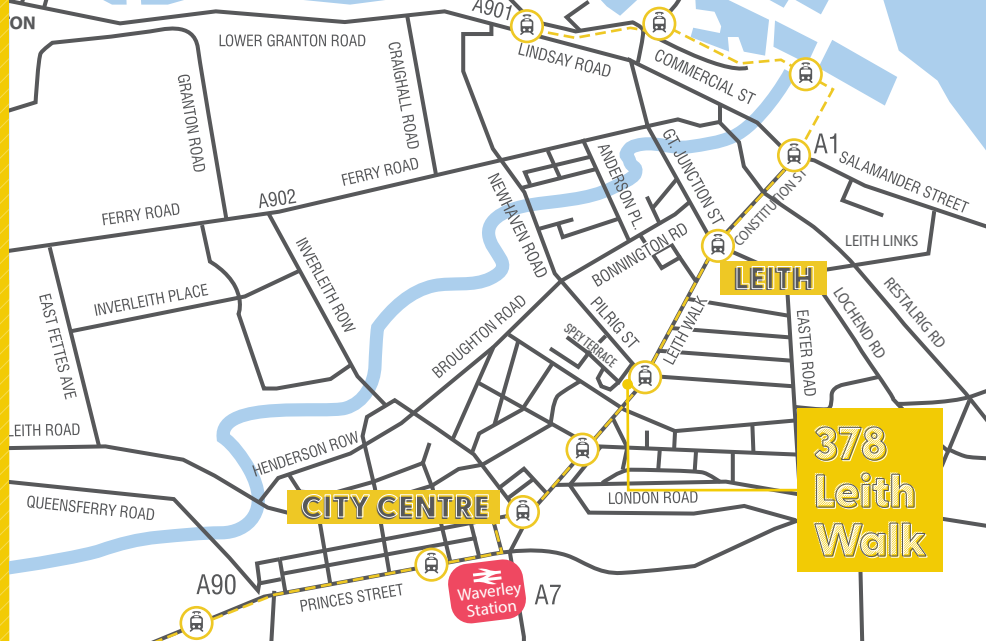 TON
A901
LOWER GRANTON ROAD
LINDSAY ROAD
COMMERCIAL ST
CRAIGHALL ROAD
GRANTON ROAD
A1
SALAMANDER STREET
GT. JUNCTION ST
ANDERSON PL.
FERRY ROAD
A902
FERRY ROAD
NEWHAVEN ROAD
CONSTITUTION ST
LEITH LINKS
BONNINGTON RD
INVERLEITH ROW
LEITH
INVERLEITH PLACE
EAST FETTES AVE
BROUGHTON ROAD
PILRIG ST
SPEY TERRACE
LEITH WALK
EASTER ROAD
LOCHEND RD
RESTALRIG RD
LEITH ROAD
HENDERSON ROW
378
Leith
Walk
QUEENSFERRY ROAD
CITY CENTRE
LONDON ROAD
A90
PRINCES STREET
Waverley
Station
A7